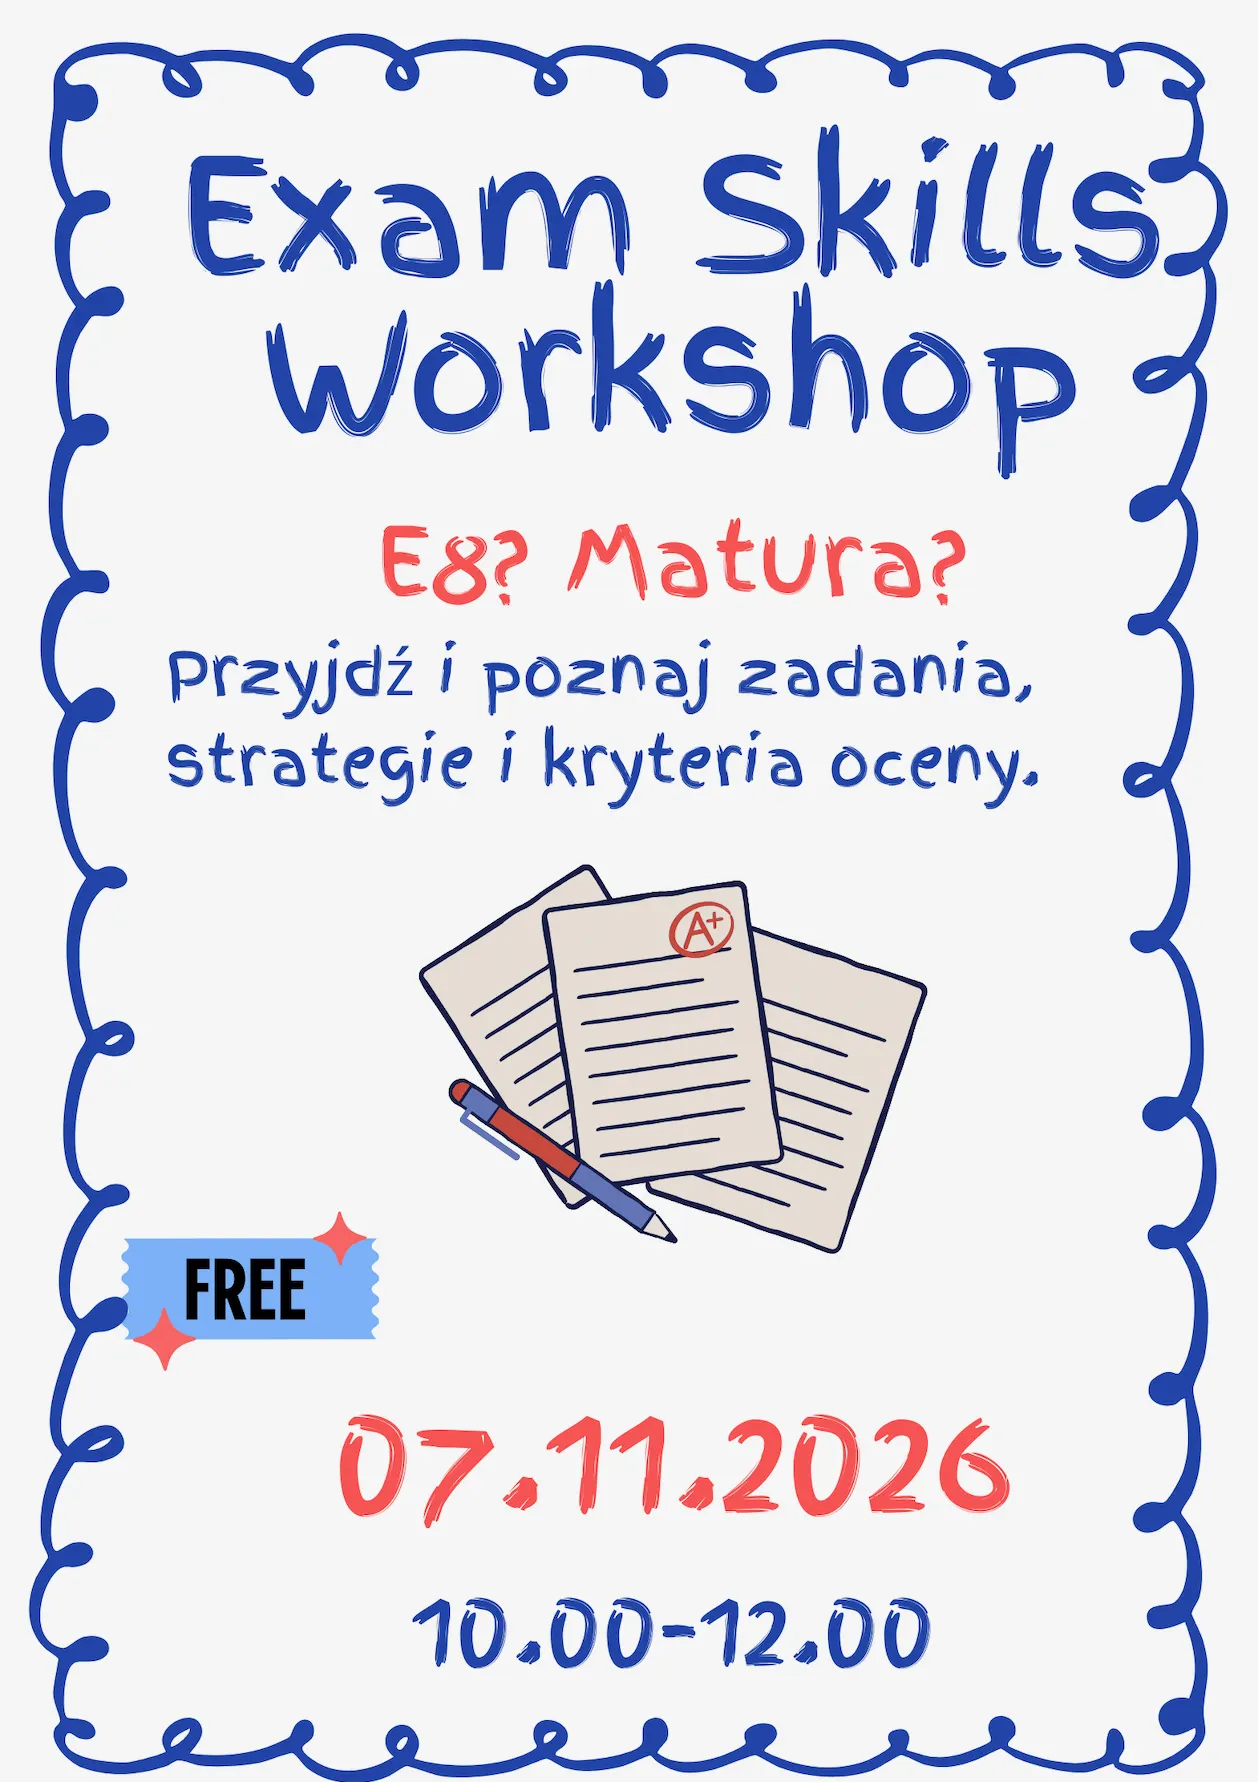 Exam Skills
Workshop
E8? Matura?
Przyjdź i poznaj zadania,
strategie i kryteria oceny.
A+
FREE
07.11.2026
10.00-12.00